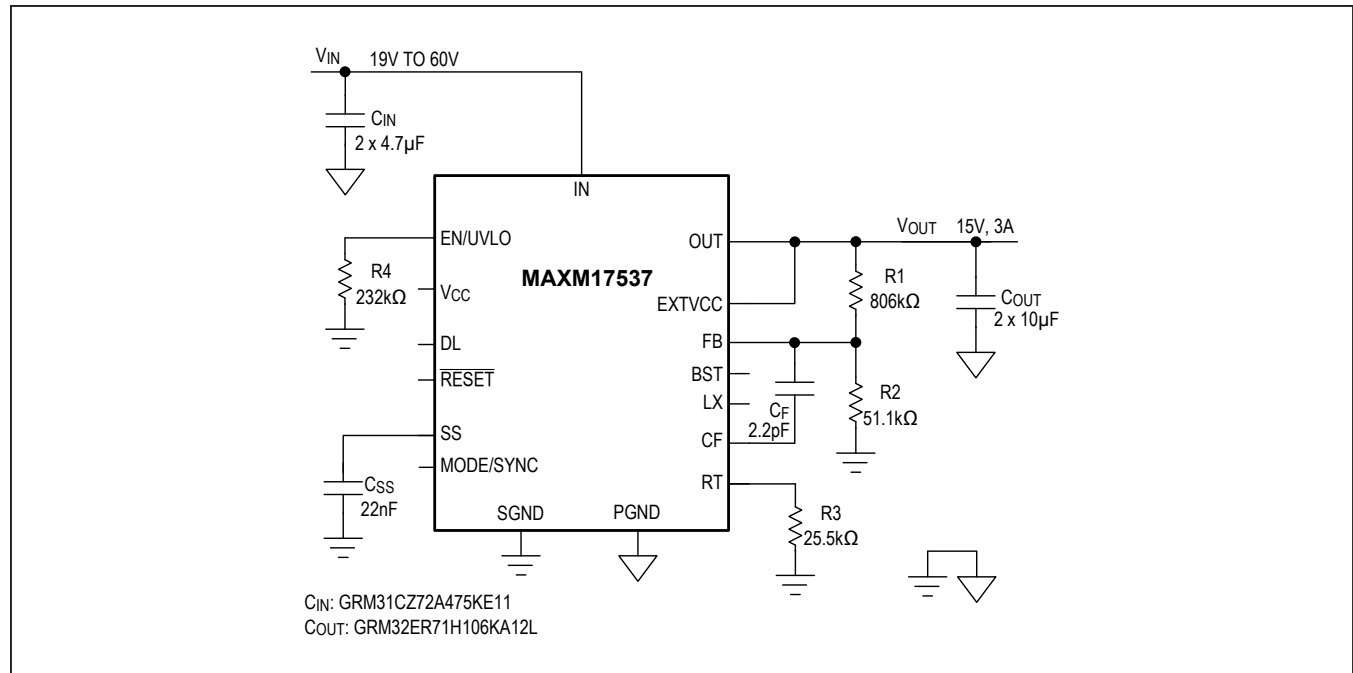 VIN 19V TO 60V
CIN
2 x 4.7µF
IN
EN/UVLO
R4
232kΩ
VCC
DL
RESET
SS
CSS
22nF
MODE/SYNC
MAXM17537
SGND
PGND
OUT
EXTVCC
FB
BST
LX
CF
RT
CF
2.2pF
VOUT 15V, 3A
R1
806kΩ
COUT
2 x 10µF
R2
51.1kΩ
R3
25.5kΩ
CIN: GRM31CZ72A475KE11
COUT: GRM32ER71H106KA12L